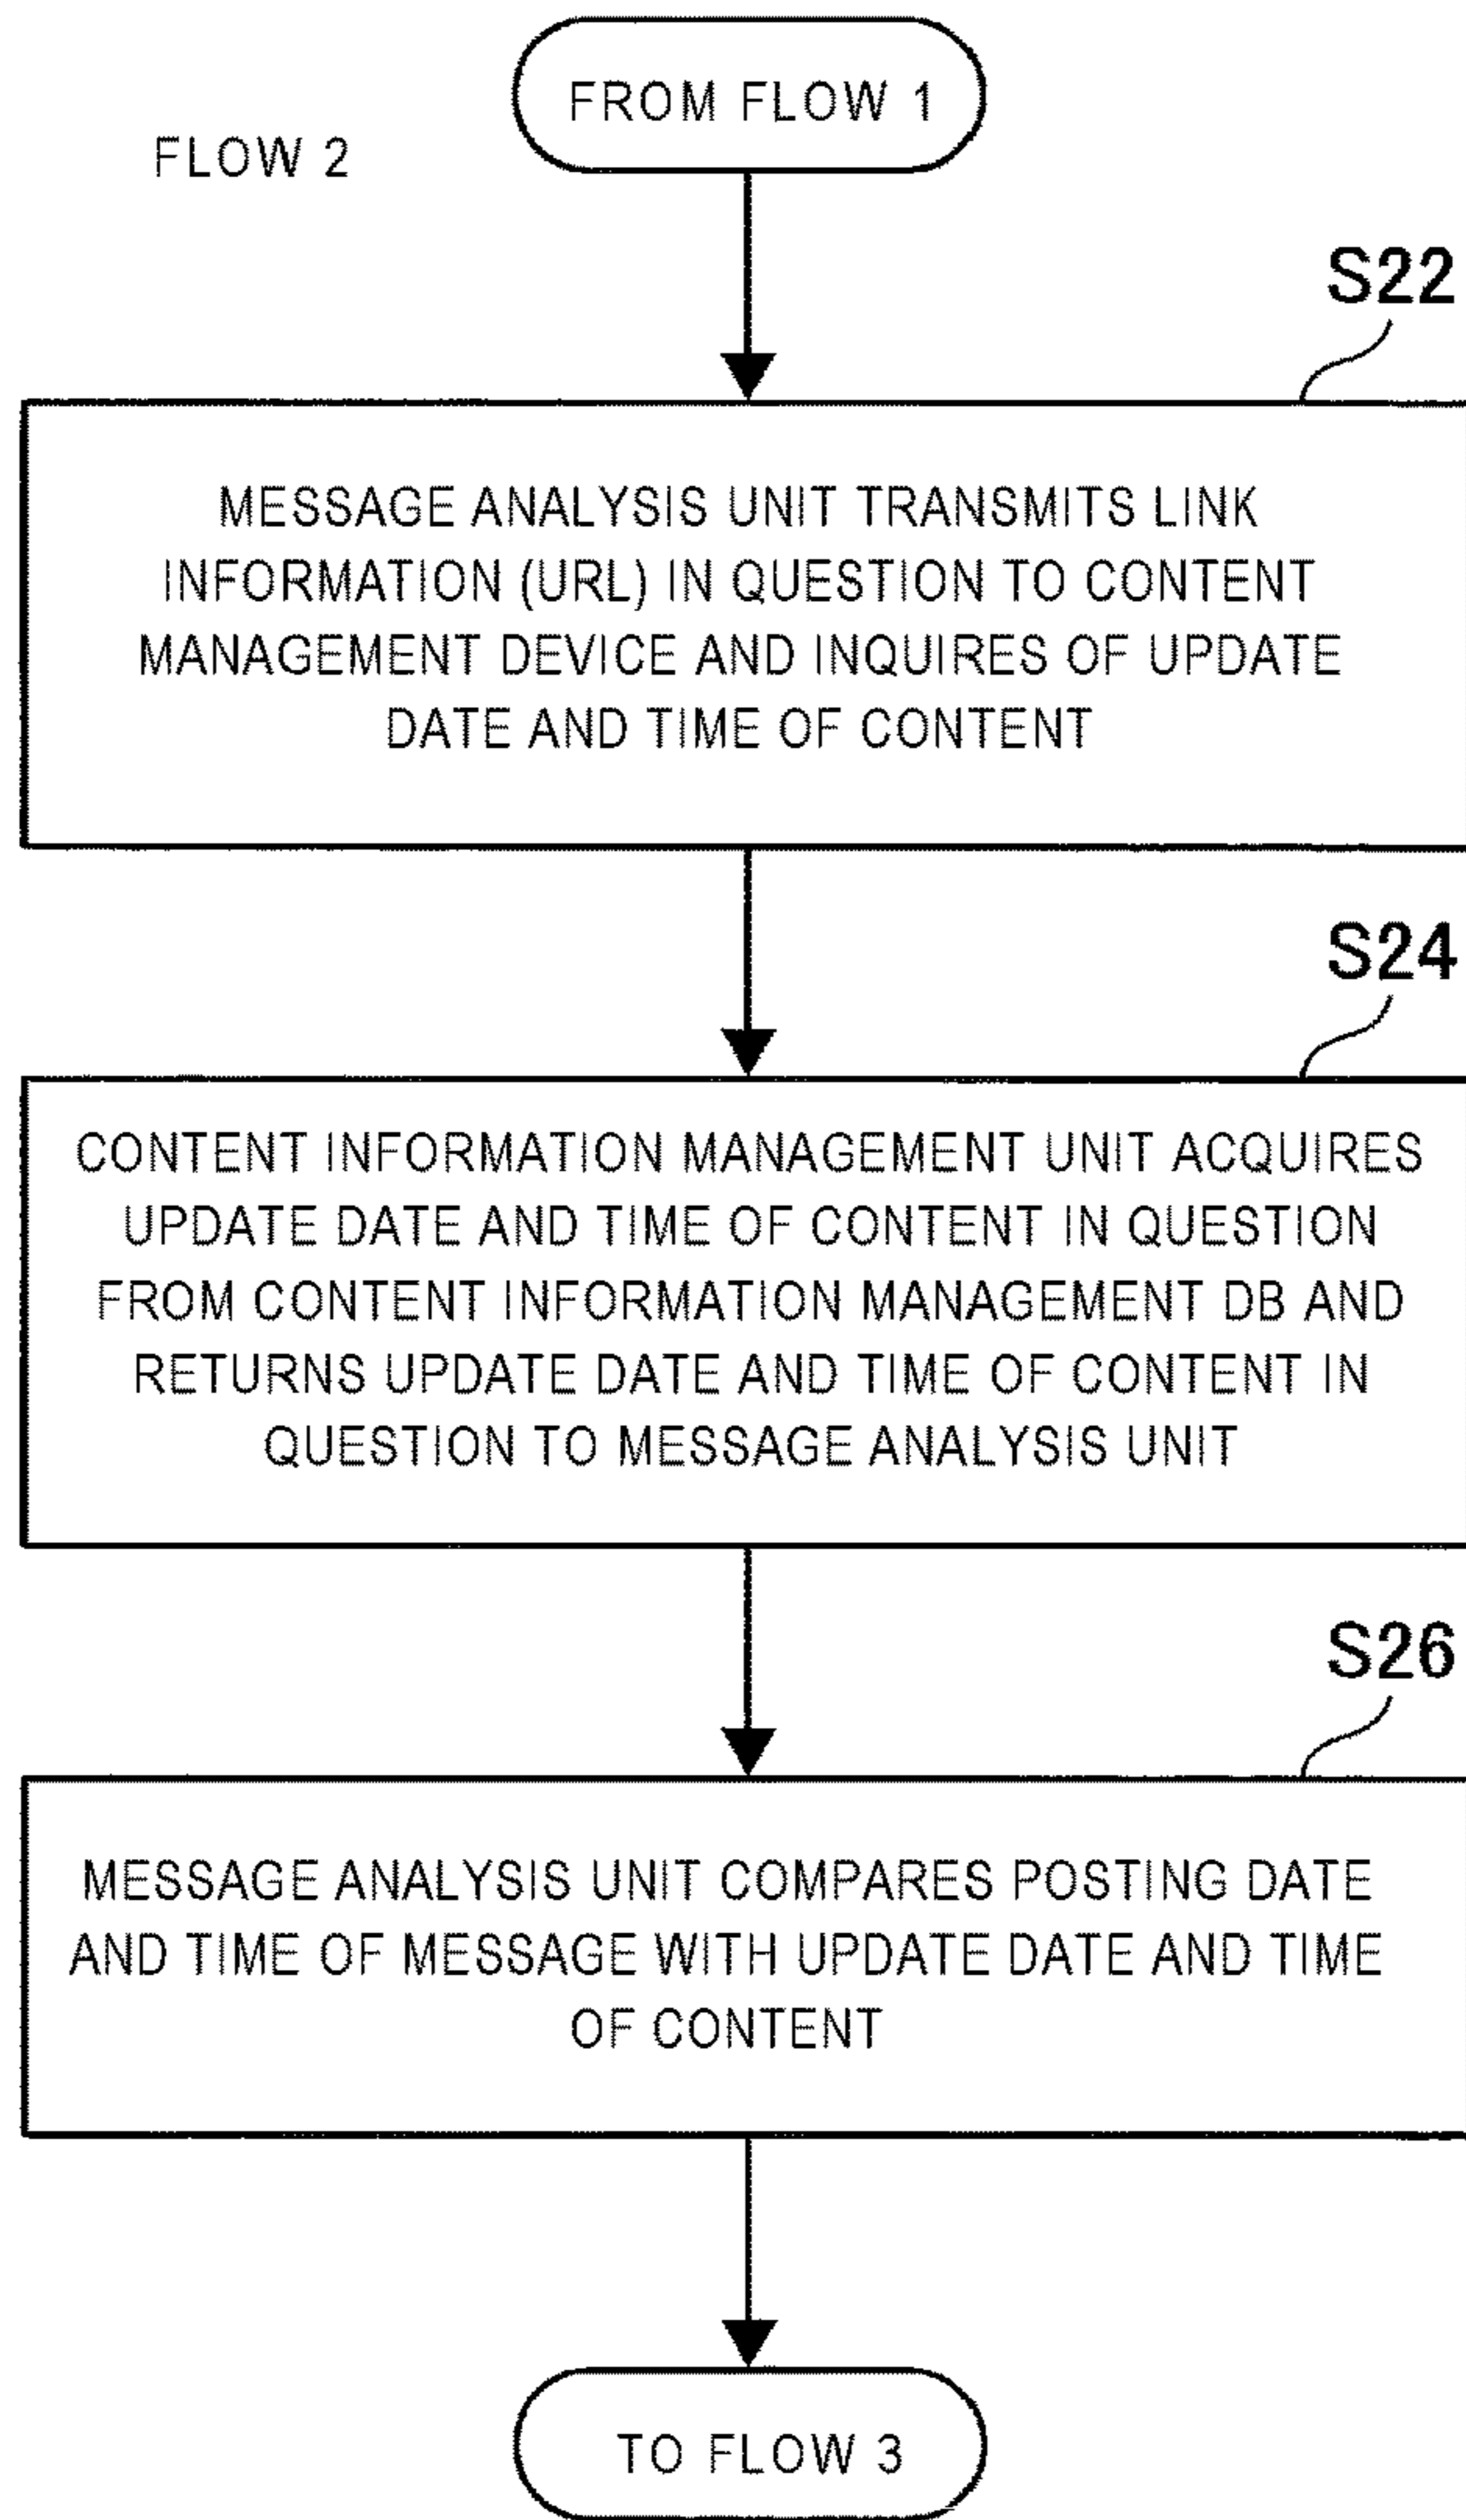 FROM FLOW 1
FLOW 2
S22
MESSAGE ANALYSIS UNIT TRANSMITS LINK
INFORMATION (URL) IN QUESTION TO CONTENT
MANAGEMENT DEVICE AND INQUIRES OF UPDATE
DATE AND TIME OF CONTENT
S24
CONTENT INFORMATION MANAGEMENT UNIT ACQUIRES
UPDATE DATE AND TIME OF CONTENT IN QUESTION
FROM CONTENT INFORMATION MANAGEMENT DB AND
RETURNS UPDATE DATE AND TIME OF CONTENT IN
QUESTION TO MESSAGE ANALYSIS UNIT
S26
MESSAGE ANALYSIS UNIT COMPARES POSTING DATE
AND TIME OF MESSAGE WITH UPDATE DATE AND TIME
OF CONTENT
TO FLOW 3